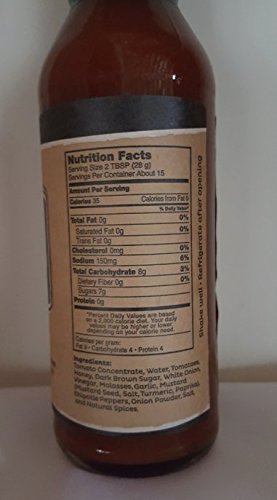 Nutrition Facts
Serving Size 2 TBSP (28 g)
Servings Per Container About 15
Amount Per Serving
Calories 35 Calories from Fat 0
% Daily Value*
Total Fat 0g 0%
Saturated Fat 0g 0%
Trans Fat 0g
Cholesterol 0mg 0%
Sodium 150mg 6%
Total Carbohydrate 8g 3%
Dietary Fiber 0g 0%
Sugars 7g
Protein 0g
*Percent Daily Values are based
on a 2,000 calorie diet. Your daily
values may be higher or lower
depending on your calorie need.
Calories per gram:
Fat 9 • Carbohydrate 4 • Protein 4
Ingredients:
Tomato Concentrate, Water, Tomatoes,
Honey, Dark Brown Sugar, White Onion,
Vinegar, Molasses, Garlic, Mustard
(Mustard Seed, Salt, Turmeric, Paprika),
Chipotle Peppers, Onion Powder, Salt,
and Natural Spices.
Shake well • Refrigerate after opening